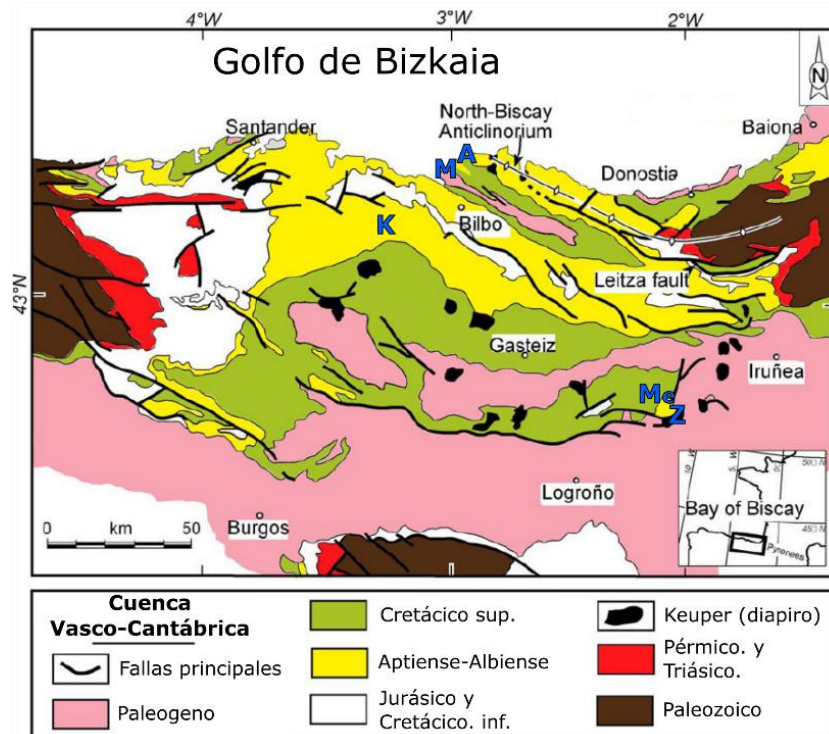 4°W
3°W
2°W
Golfo de Bizkaia
N
North-Biscay
Anticlinorium
Santander
Baiona
A
M
Donostia
Bilbo
K
Leitza fault
43°N
Gasteiz
Iruñea
Me
Z
Logroño
Bay of Biscay
Pyrenees
0 km 50
Burgos
Cuenca
Vasco-Cantábrica
Fallas principales
Paleogeno
Cretácico sup.
Aptiense-Albiense
Jurásico y
Cretácico. inf.
Keuper (diapiro)
Pérmico. y
Triásico.
Paleozoico